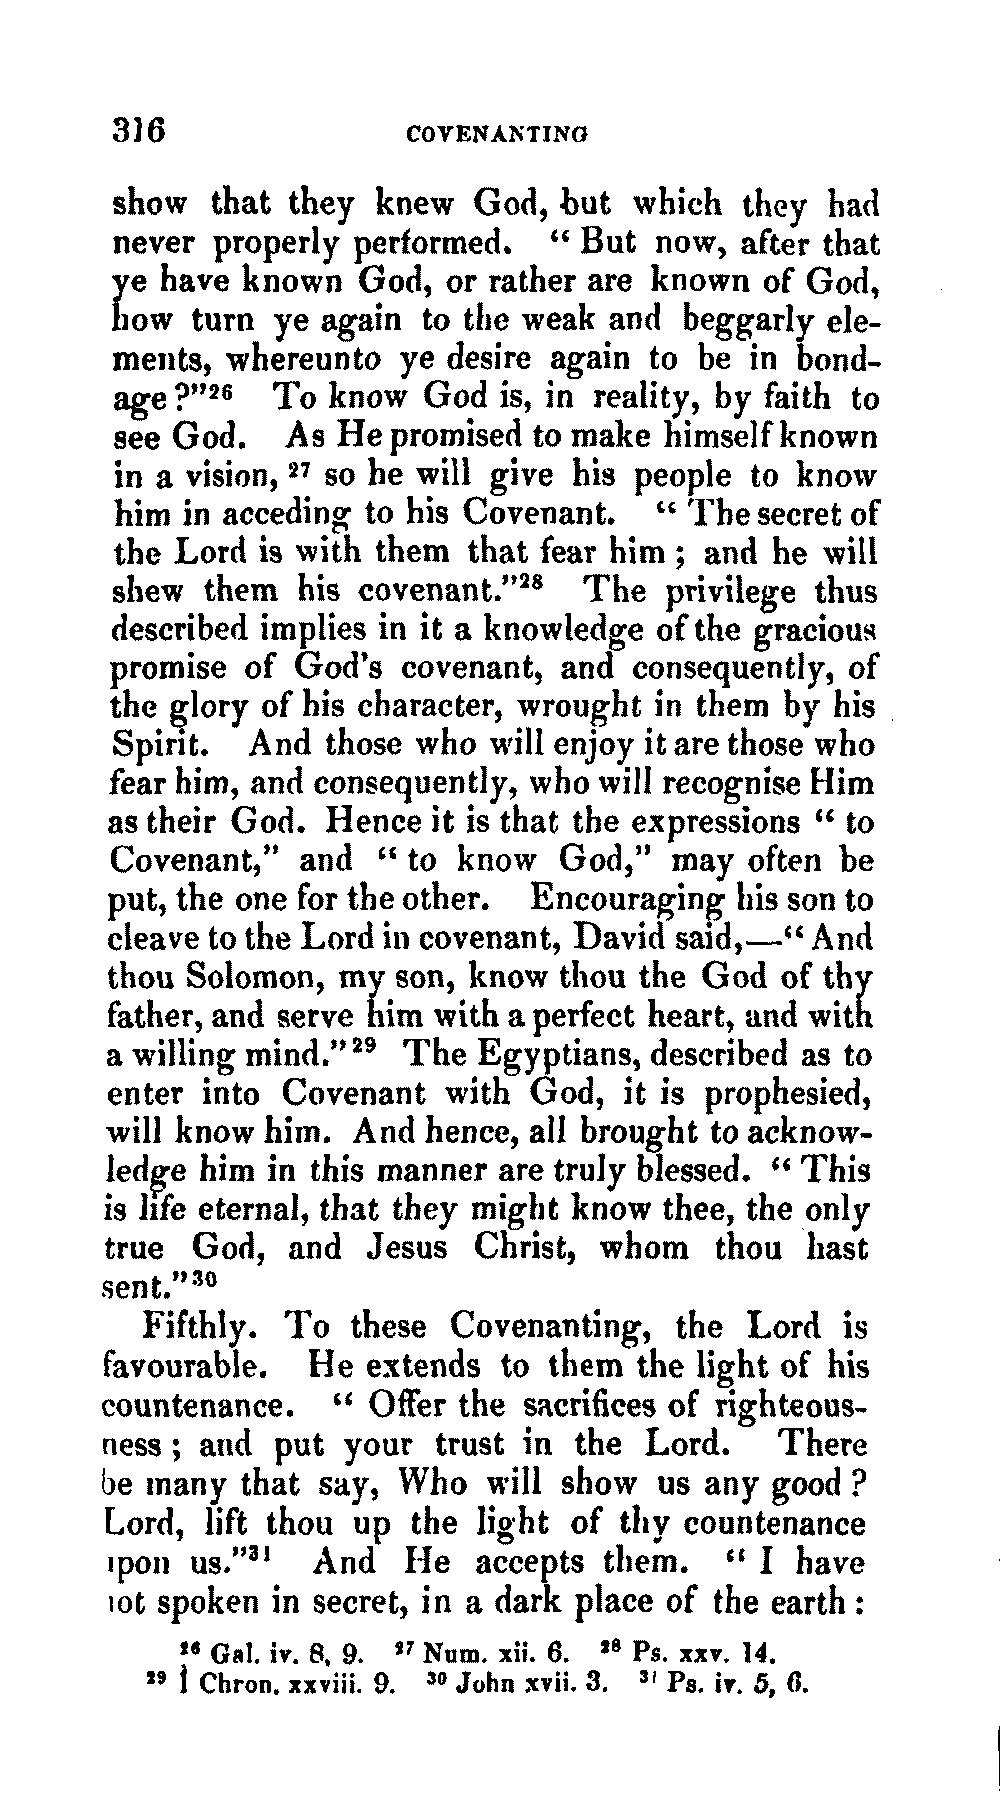 316 COVENANTING
show that they knew God, but which they had
never properly performed. “ But now, after that
ye have known God, or rather are known of God,
how turn ye again to the weak and beggarly ele-
ments, whereunto ye desire again to be in bond-
age ?”²⁶ To know God is, in reality, by faith to
see God. As He promised to make himself known
in a vision, ²⁷ so he will give his people to know
him in acceding to his Covenant. “ The secret of
the Lord is with them that fear him ; and he will
shew them his covenant.”²⁸ The privilege thus
described implies in it a knowledge of the gracious
promise of God’s covenant, and consequently, of
the glory of his character, wrought in them by his
Spirit. And those who will enjoy it are those who
fear him, and consequently, who will recognise Him
as their God. Hence it is that the expressions “ to
Covenant,” and “ to know God,” may often be
put, the one for the other. Encouraging his son to
cleave to the Lord in covenant, David said,—“ And
thou Solomon, my son, know thou the God of thy
father, and serve him with a perfect heart, and with
a willing mind.”²⁹ The Egyptians, described as to
enter into Covenant with God, it is prophesied,
will know him. And hence, all brought to acknow-
ledge him in this manner are truly blessed. “ This
is life eternal, that they might know thee, the only
true God, and Jesus Christ, whom thou hast
sent.”³⁰
Fifthly. To these Covenanting, the Lord is
favourable. He extends to them the light of his
countenance. “ Offer the sacrifices of righteous-
ness ; and put your trust in the Lord. There
be many that say, Who will show us any good ?
Lord, lift thou up the light of thy countenance
upon us.”³¹ And He accepts them. “ I have
not spoken in secret, in a dark place of the earth :
²⁶ Gal. iv. 8, 9. ²⁷ Num. xii. 6. ²⁸ Ps. xxv. 14.
²⁹ 1 Chron. xxviii. 9. ³⁰ John xvii. 3. ³¹ Ps. iv. 5, 6.